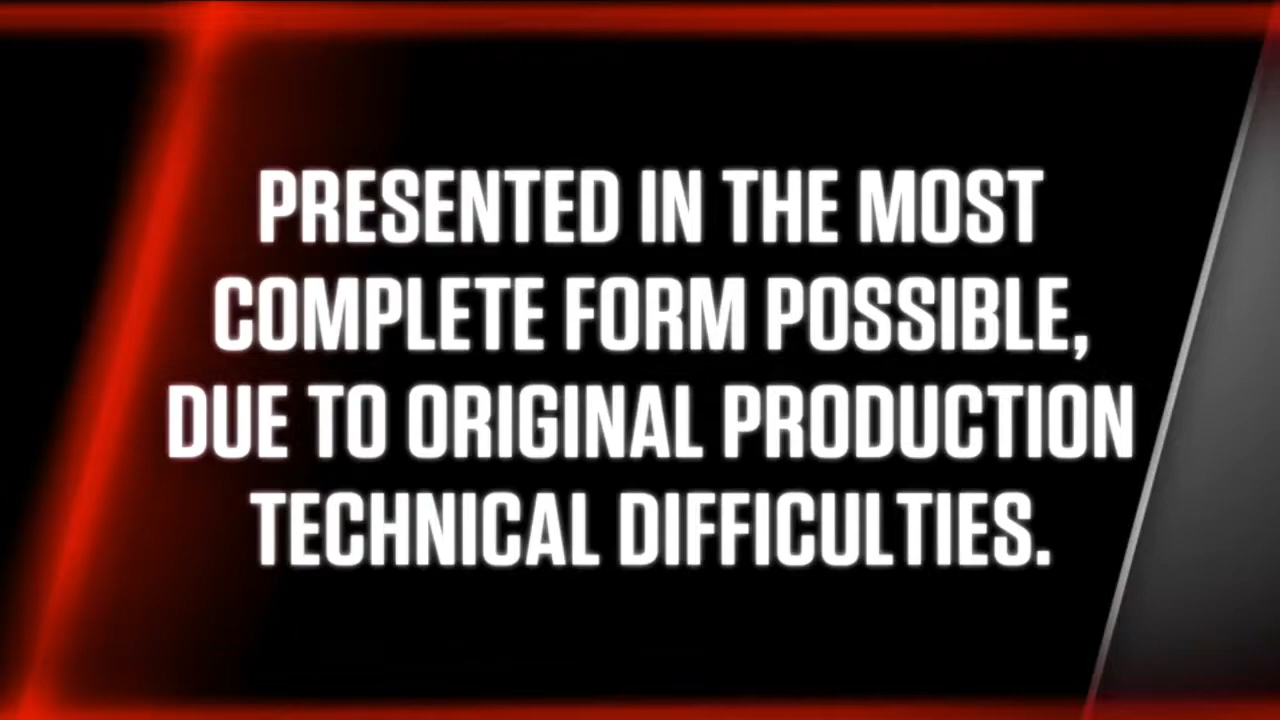 PRESENTED IN THE MOST
COMPLETE FORM POSSIBLE,
DUE TO ORIGINAL PRODUCTION
TECHNICAL DIFFICULTIES.